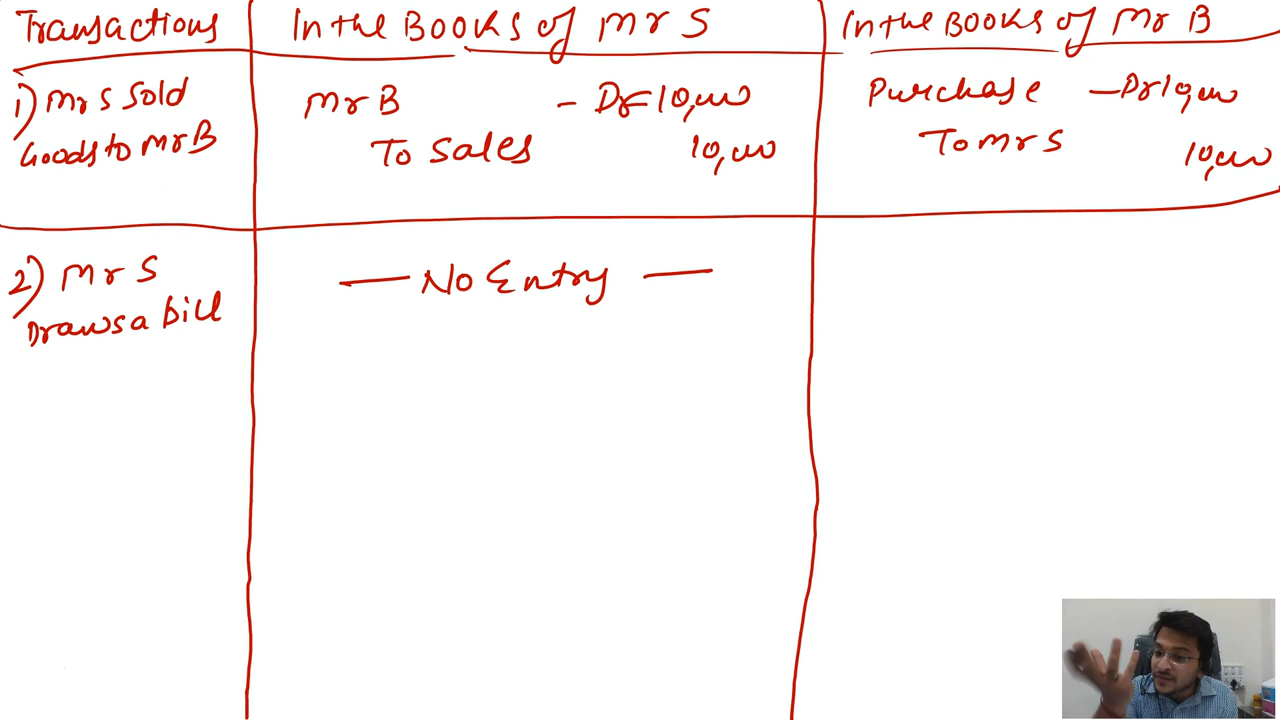 Transactions
In the Books of Mr S
In the Books of Mr B
1) Mr S Sold
Goods to Mr B
Mr B - Dr 10,000
To Sales 10,000
Purchase - Dr 10,000
To Mr S 10,000
2) Mr S
Draws a bill
— No Entry —